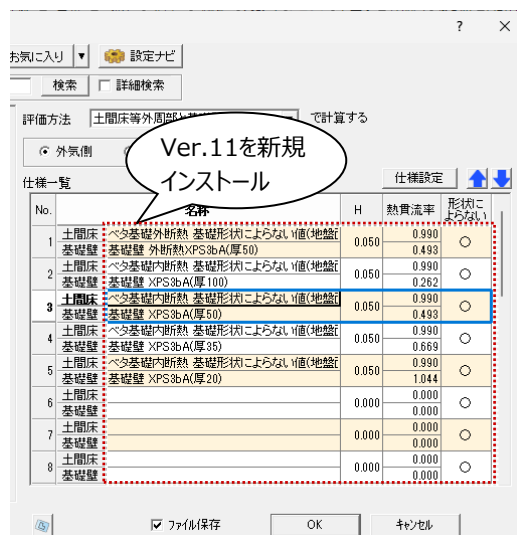 ? ×
お気に入り ▼ 設定ナビ
検索 詳細検索
評価方法 土間床等外周部 で計算する
外気側
Ver.11を新規
インストール
仕様一覧 仕様設定
No. 名称 H 熱貫流率 形状によらない
1 土間床 ベタ基礎外断熱 基礎形状によらない値(地盤 0.050 0.990 ○
基礎壁 基礎壁 外断熱XPS3bA(厚50) 0.493
2 土間床 ベタ基礎内断熱 基礎形状によらない値(地盤 0.050 0.990 ○
基礎壁 基礎壁 XPS3bA(厚100) 0.262
3 土間床 ベタ基礎内断熱 基礎形状によらない値(地盤 0.050 0.990 ○
基礎壁 基礎壁 XPS3bA(厚50) 0.493
4 土間床 ベタ基礎内断熱 基礎形状によらない値(地盤 0.050 0.990 ○
基礎壁 基礎壁 XPS3bA(厚35) 0.669
5 土間床 ベタ基礎内断熱 基礎形状によらない値(地盤 0.050 0.990 ○
基礎壁 基礎壁 XPS3bA(厚20) 1.044
6 土間床 0.000 0.000 ○
基礎壁 0.000
7 土間床 0.000 0.000 ○
基礎壁 0.000
8 土間床 0.000 0.000 ○
基礎壁 0.000
ファイル保存 OK キャンセル